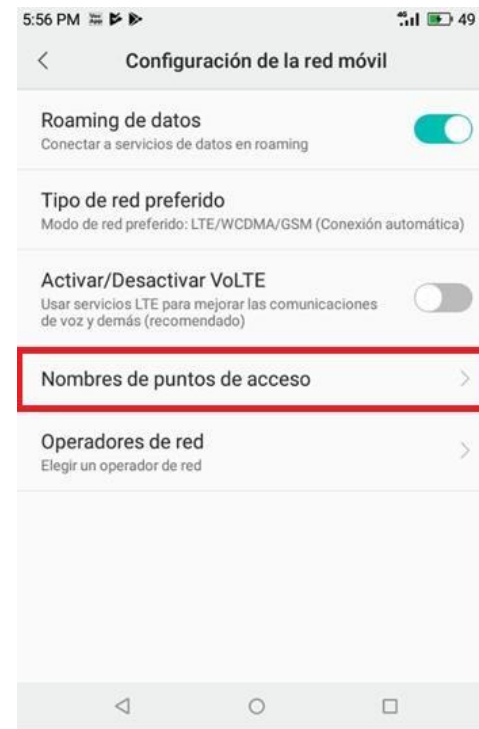 5:56 PM 49
Configuración de la red móvil
Roaming de datos
Conectar a servicios de datos en roaming
Tipo de red preferido
Modo de red preferido: LTE/WCDMA/GSM (Conexión automática)
Activar/Desactivar VoLTE
Usar servicios LTE para mejorar las comunicaciones
de voz y demás (recomendado)
Nombres de puntos de acceso
Operadores de red
Elegir un operador de red